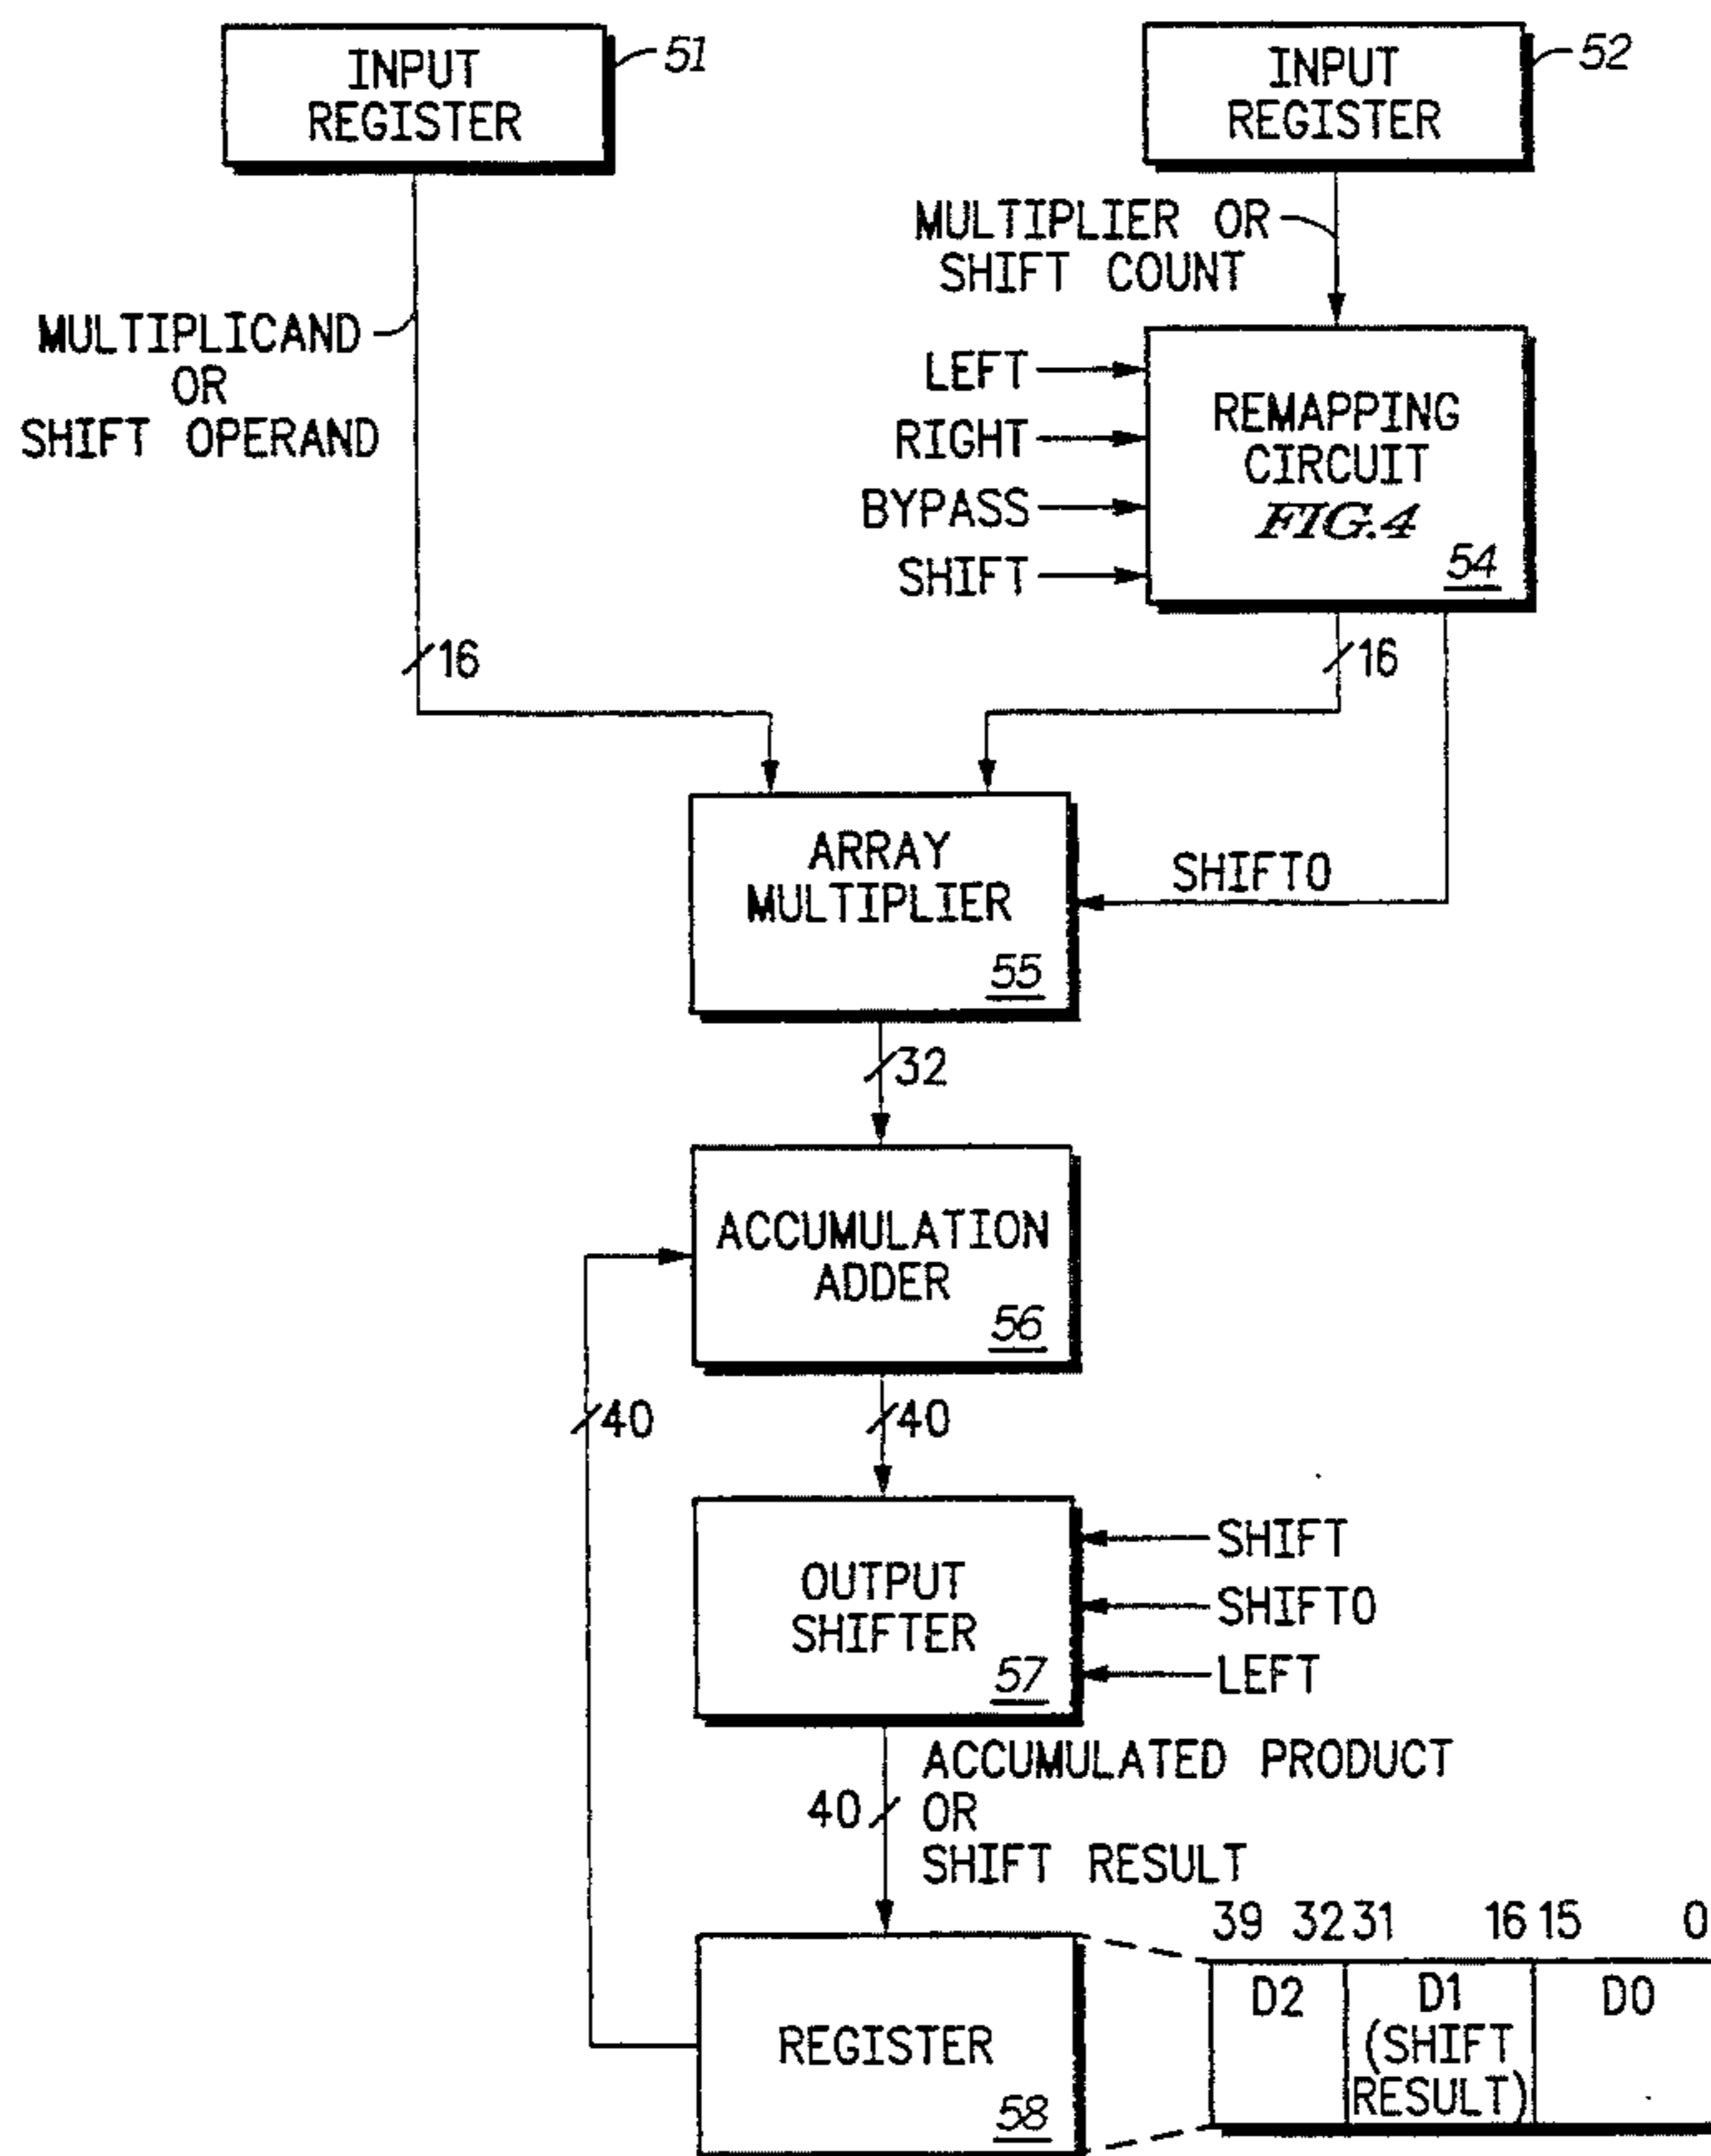 INPUT
REGISTER
51
INPUT
REGISTER
52
MULTIPLIER OR
SHIFT COUNT
MULTIPLICAND
OR
SHIFT OPERAND
LEFT
RIGHT
BYPASS
SHIFT
REMAPPING
CIRCUIT
FIG.4
54
16
16
ARRAY
MULTIPLIER
55
SHIFT0
32
ACCUMULATION
ADDER
56
40
40
OUTPUT
SHIFTER
57
SHIFT
SHIFT0
LEFT
40
ACCUMULATED PRODUCT
OR
SHIFT RESULT
REGISTER
58
39 32 31 16 15 0
D2
D1
(SHIFT
RESULT)
D0